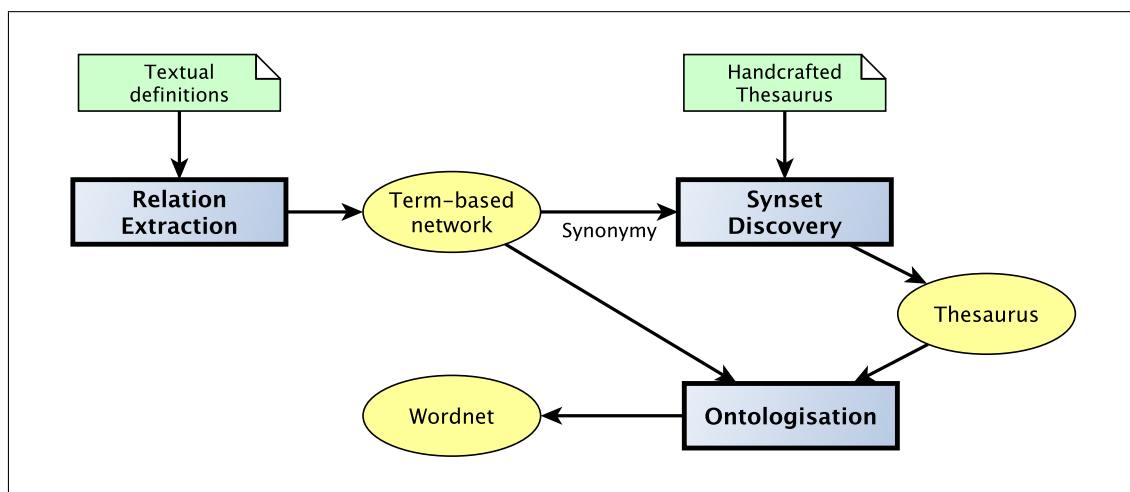 Textual
definitions
Handcrafted
Thesaurus
Relation
Extraction
Term-based
network
Synonymy
Synset
Discovery
Thesaurus
Wordnet
Ontologisation